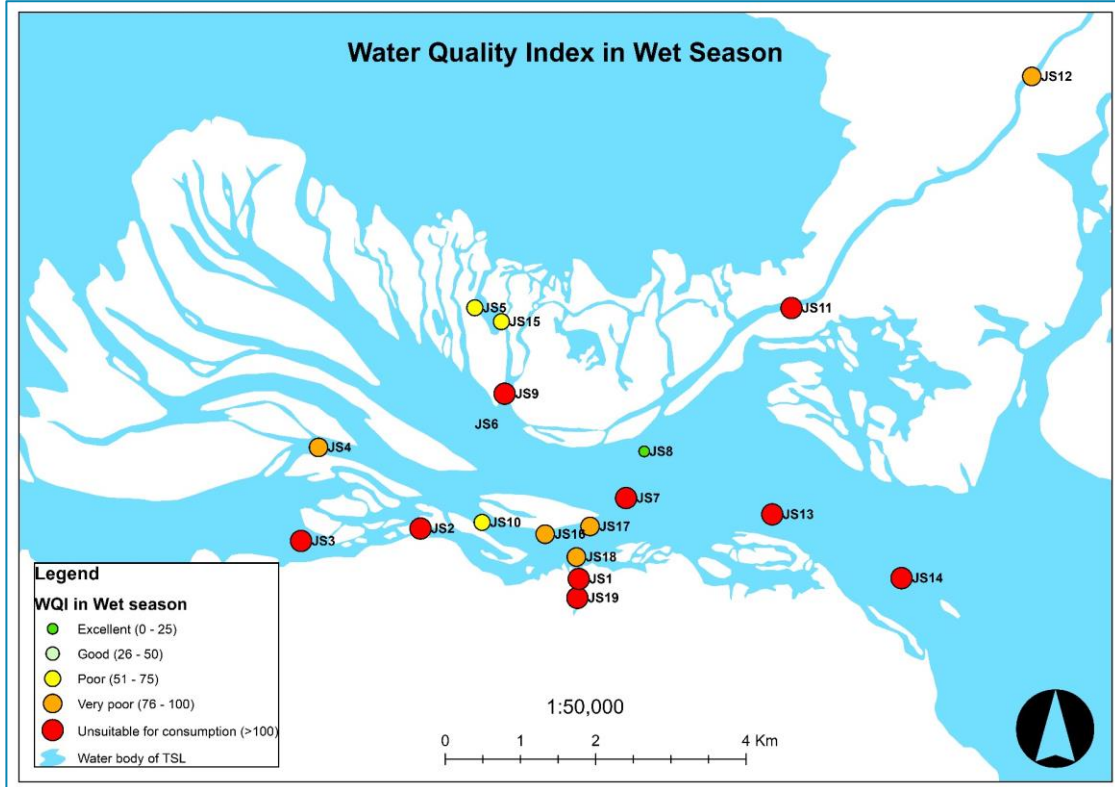 Water Quality Index in Wet Season
JS12
JS5
JS15
JS11
JS9
JS6
JS4
JS8
JS7
JS13
JS10
JS17
JS2
JS16
JS3
JS18
JS1
JS14
JS19
Legend
WQI in Wet season
Excellent (0 - 25)
Good (26 - 50)
Poor (51 - 75)
Very poor (76 - 100)
Unsuitable for consumption (>100)
Water body of TSL
1:50,000
0 1 2 4 Km